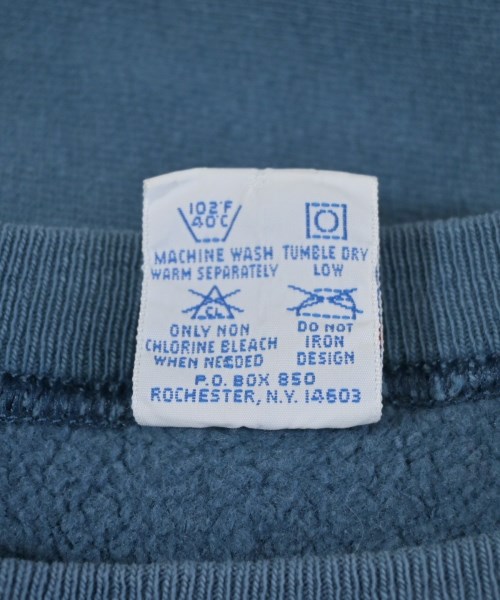 102°F
40°C
MACHINE WASH
WARM SEPARATELY
TUMBLE DRY
LOW
CL
ONLY NON
CHLORINE BLEACH
WHEN NEEDED
DO NOT
IRON
DESIGN
P.O. BOX 850
ROCHESTER, N.Y. 14603